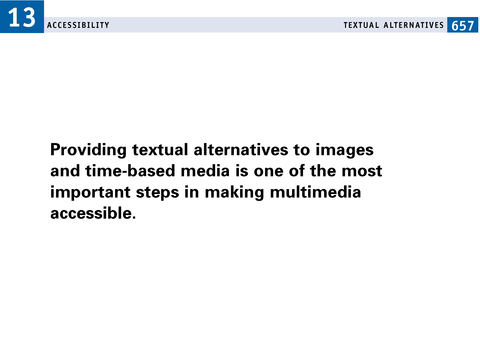 13
ACCESSIBILITY
TEXTUAL ALTERNATIVES 657
Providing textual alternatives to images
and time-based media is one of the most
important steps in making multimedia
accessible.